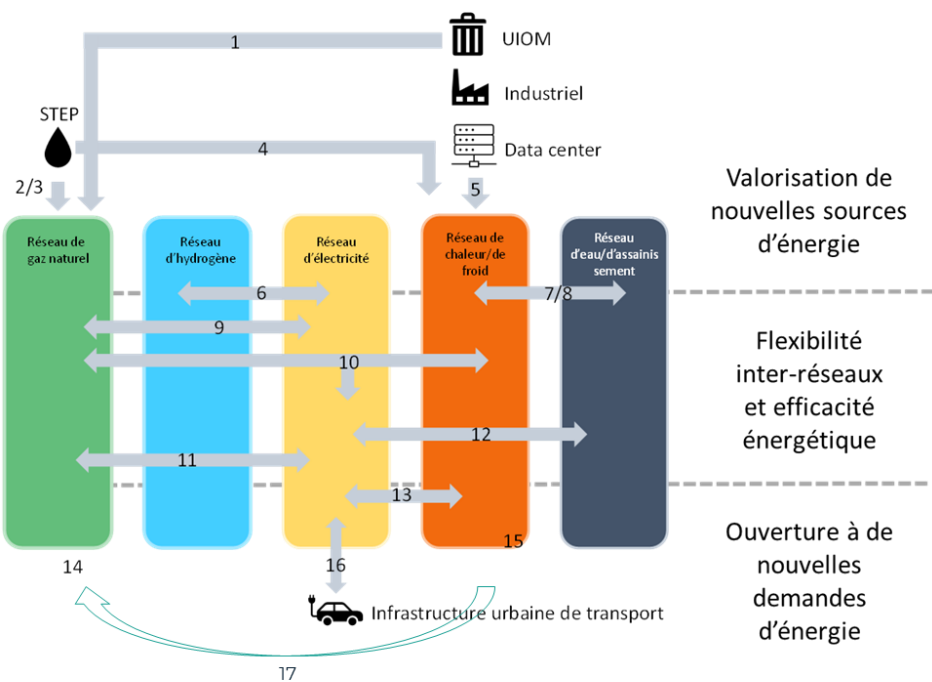 1
UIOM
Industriel
STEP
4
Data center
2/3
5
Valorisation de
nouvelles sources
d'énergie
Réseau de
gaz naturel
Réseau
d'hydrogène
Réseau
d'électricité
Réseau de
chaleur/de
froid
Réseau
d'eau/d'assainis
sement
6
7/8
9
10
Flexibilité
inter-réseaux
et efficacité
énergétique
12
11
13
15
Ouverture à de
nouvelles
demandes
d'énergie
14
16
Infrastructure urbaine de transport
17